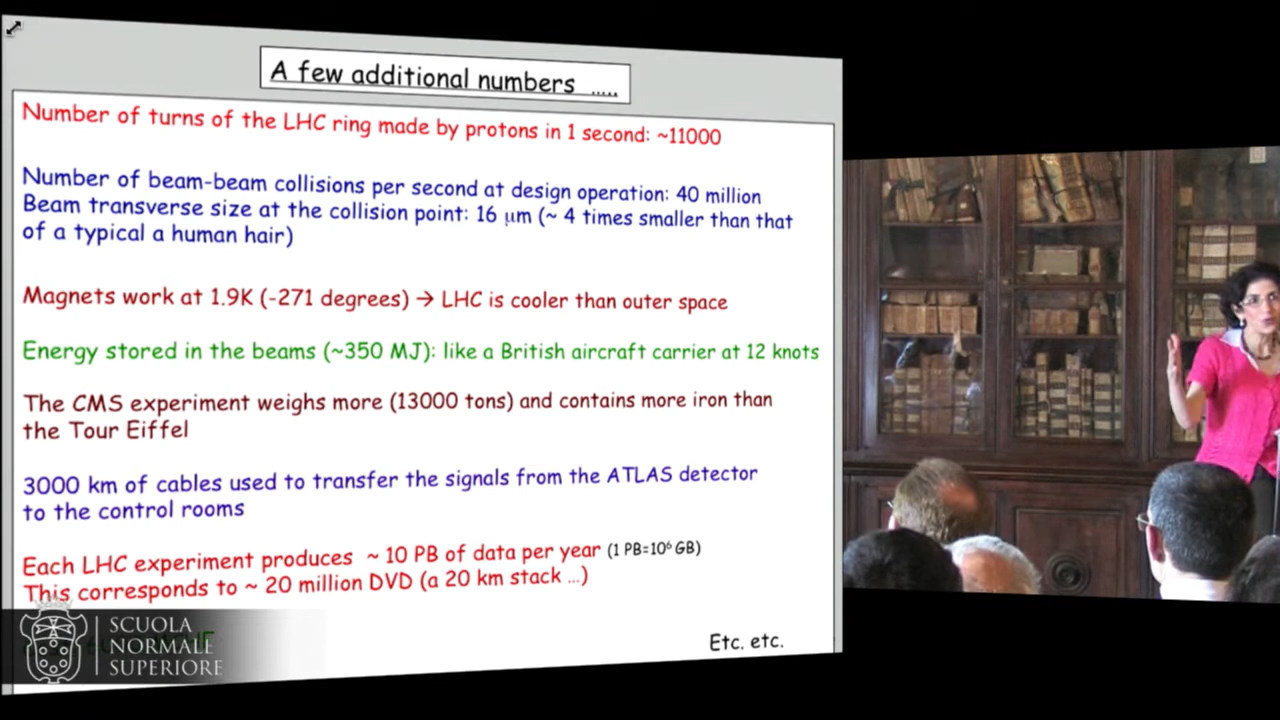 A few additional numbers .....
Number of turns of the LHC ring made by protons in 1 second: ~11000
Number of beam-beam collisions per second at design operation: 40 million
Beam transverse size at the collision point: 16 μm (~ 4 times smaller than that
of a typical a human hair)
Magnets work at 1.9K (-271 degrees) → LHC is cooler than outer space
Energy stored in the beams (~350 MJ): like a British aircraft carrier at 12 knots
The CMS experiment weighs more (13000 tons) and contains more iron than
the Tour Eiffel
3000 km of cables used to transfer the signals from the ATLAS detector
to the control rooms
Each LHC experiment produces ~ 10 PB of data per year (1 PB=10⁶ GB)
This corresponds to ~ 20 million DVD (a 20 km stack …)
Etc. etc.
SCUOLA
NORMALE
SUPERIORE